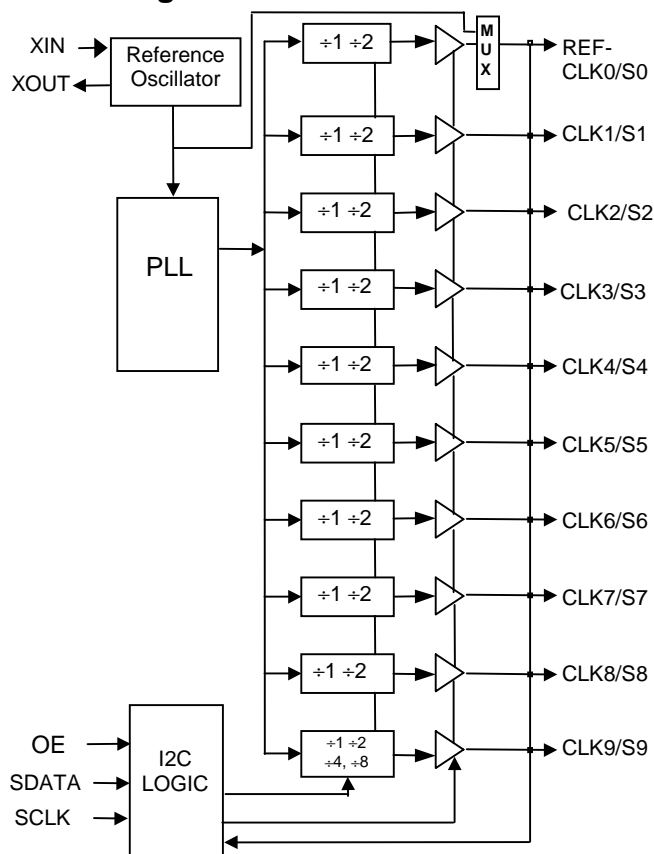 XIN
XOUT
Reference
Oscillator
PLL
÷1 ÷2
M
U
X
REF-
CLK0/S0
÷1 ÷2
CLK1/S1
÷1 ÷2
CLK2/S2
÷1 ÷2
CLK3/S3
÷1 ÷2
CLK4/S4
÷1 ÷2
CLK5/S5
÷1 ÷2
CLK6/S6
÷1 ÷2
CLK7/S7
÷1 ÷2
CLK8/S8
÷1 ÷2
÷4, ÷8
CLK9/S9
OE
SDATA
SCLK
I2C
LOGIC